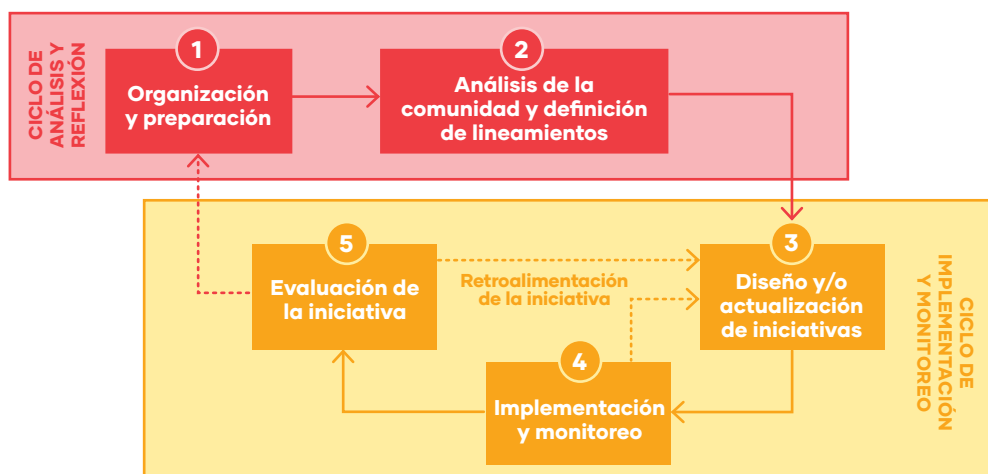 CICLO DE
ANÁLISIS Y
REFLEXIÓN
1
Organización
y preparación
2
Análisis de la
comunidad y definición
de lineamientos
3
Diseño y/o
actualización
de iniciativas
4
Implementación
y monitoreo
5
Evaluación de
la iniciativa
Retroalimentación
de la iniciativa
CICLO DE
IMPLEMENTACIÓN
Y MONITOREO